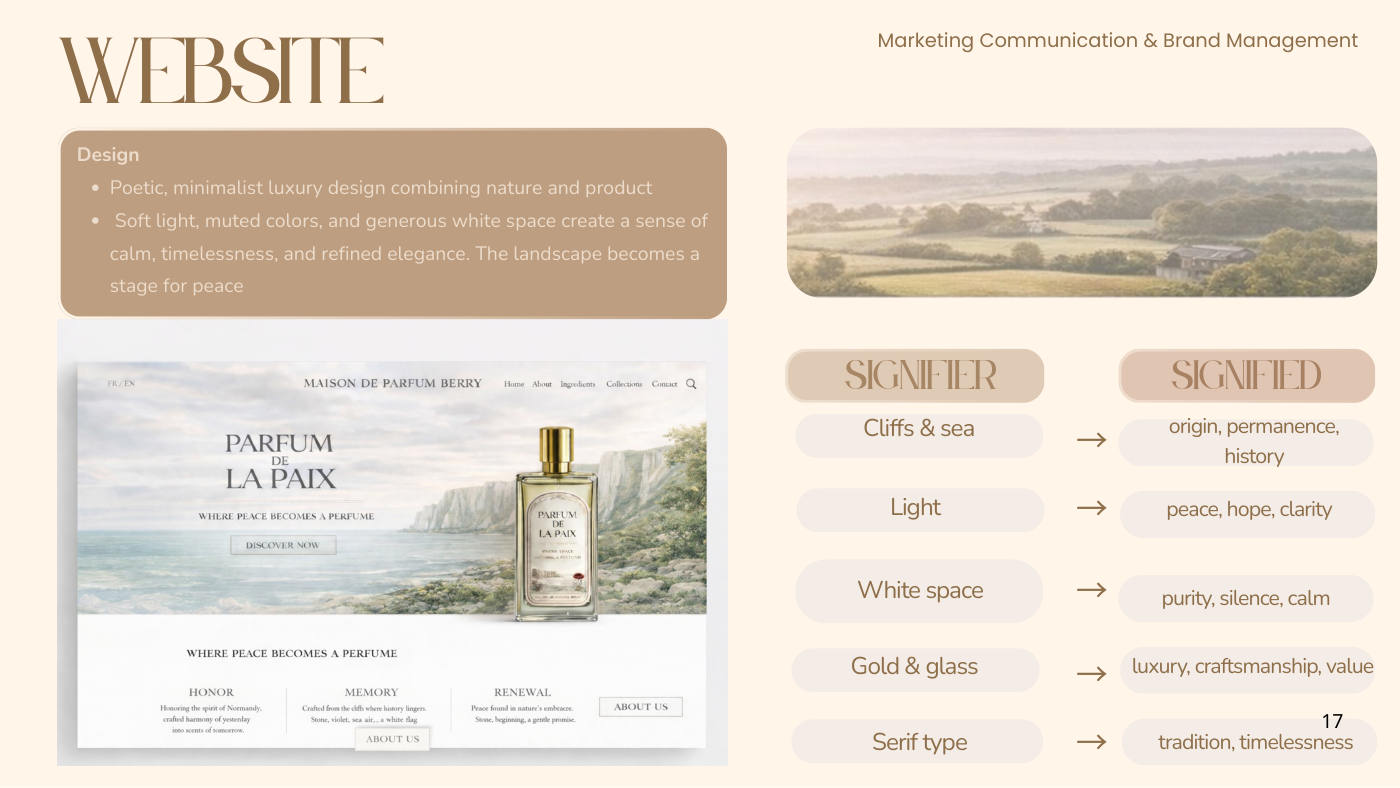 WEBSITE
Marketing Communication & Brand Management
Design
• Poetic, minimalist luxury design combining nature and product
• Soft light, muted colors, and generous white space create a sense of
calm, timelessness, and refined elegance. The landscape becomes a
stage for peace
FR / EN
MAISON DE PARFUM BERRY
Home About Ingredients Collections Contact
PARFUM
DE
LA PAIX
WHERE PEACE BECOMES A PERFUME
DISCOVER NOW
PARFUM
DE
LA PAIX
WHERE PEACE BECOMES A PERFUME
HONOR
Honoring the spirit of Normandy,
crafted harmony of yesterday
into scents of tomorrow.
MEMORY
Crafted from the cliffs where history lingers.
Stone, violet, sea air... a white flag
ABOUT US
RENEWAL
Peace found in nature's embrace.
Stone, beginning, a gentle promise.
ABOUT US
SIGNIFIER
SIGNIFIED
Cliffs & sea → origin, permanence,
history
Light → peace, hope, clarity
White space → purity, silence, calm
Gold & glass → luxury, craftsmanship, value
17
Serif type → tradition, timelessness